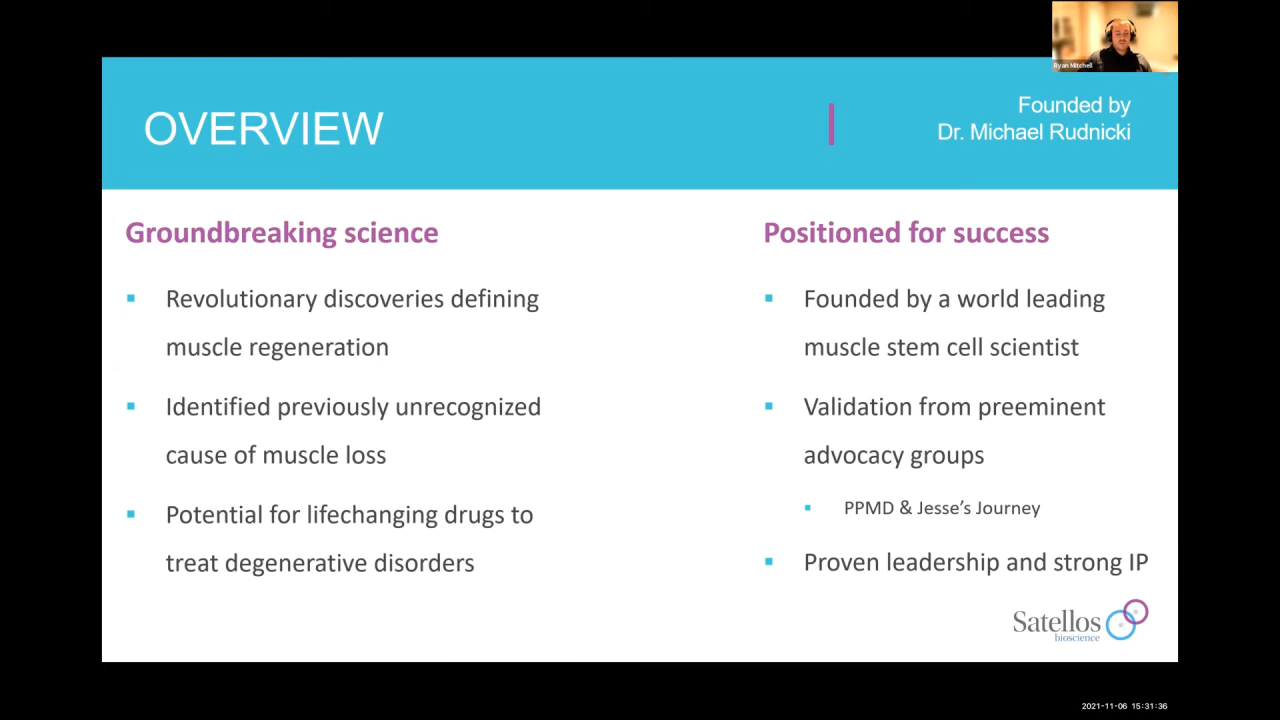 Ryan Mitchell
OVERVIEW
Founded by
Dr. Michael Rudnicki
Groundbreaking science
▪ Revolutionary discoveries defining
muscle regeneration
▪ Identified previously unrecognized
cause of muscle loss
▪ Potential for lifechanging drugs to
treat degenerative disorders
Positioned for success
▪ Founded by a world leading
muscle stem cell scientist
▪ Validation from preeminent
advocacy groups
▪ PPMD & Jesse’s Journey
▪ Proven leadership and strong IP
Satellos
bioscience
2021-11-06 15:31:36